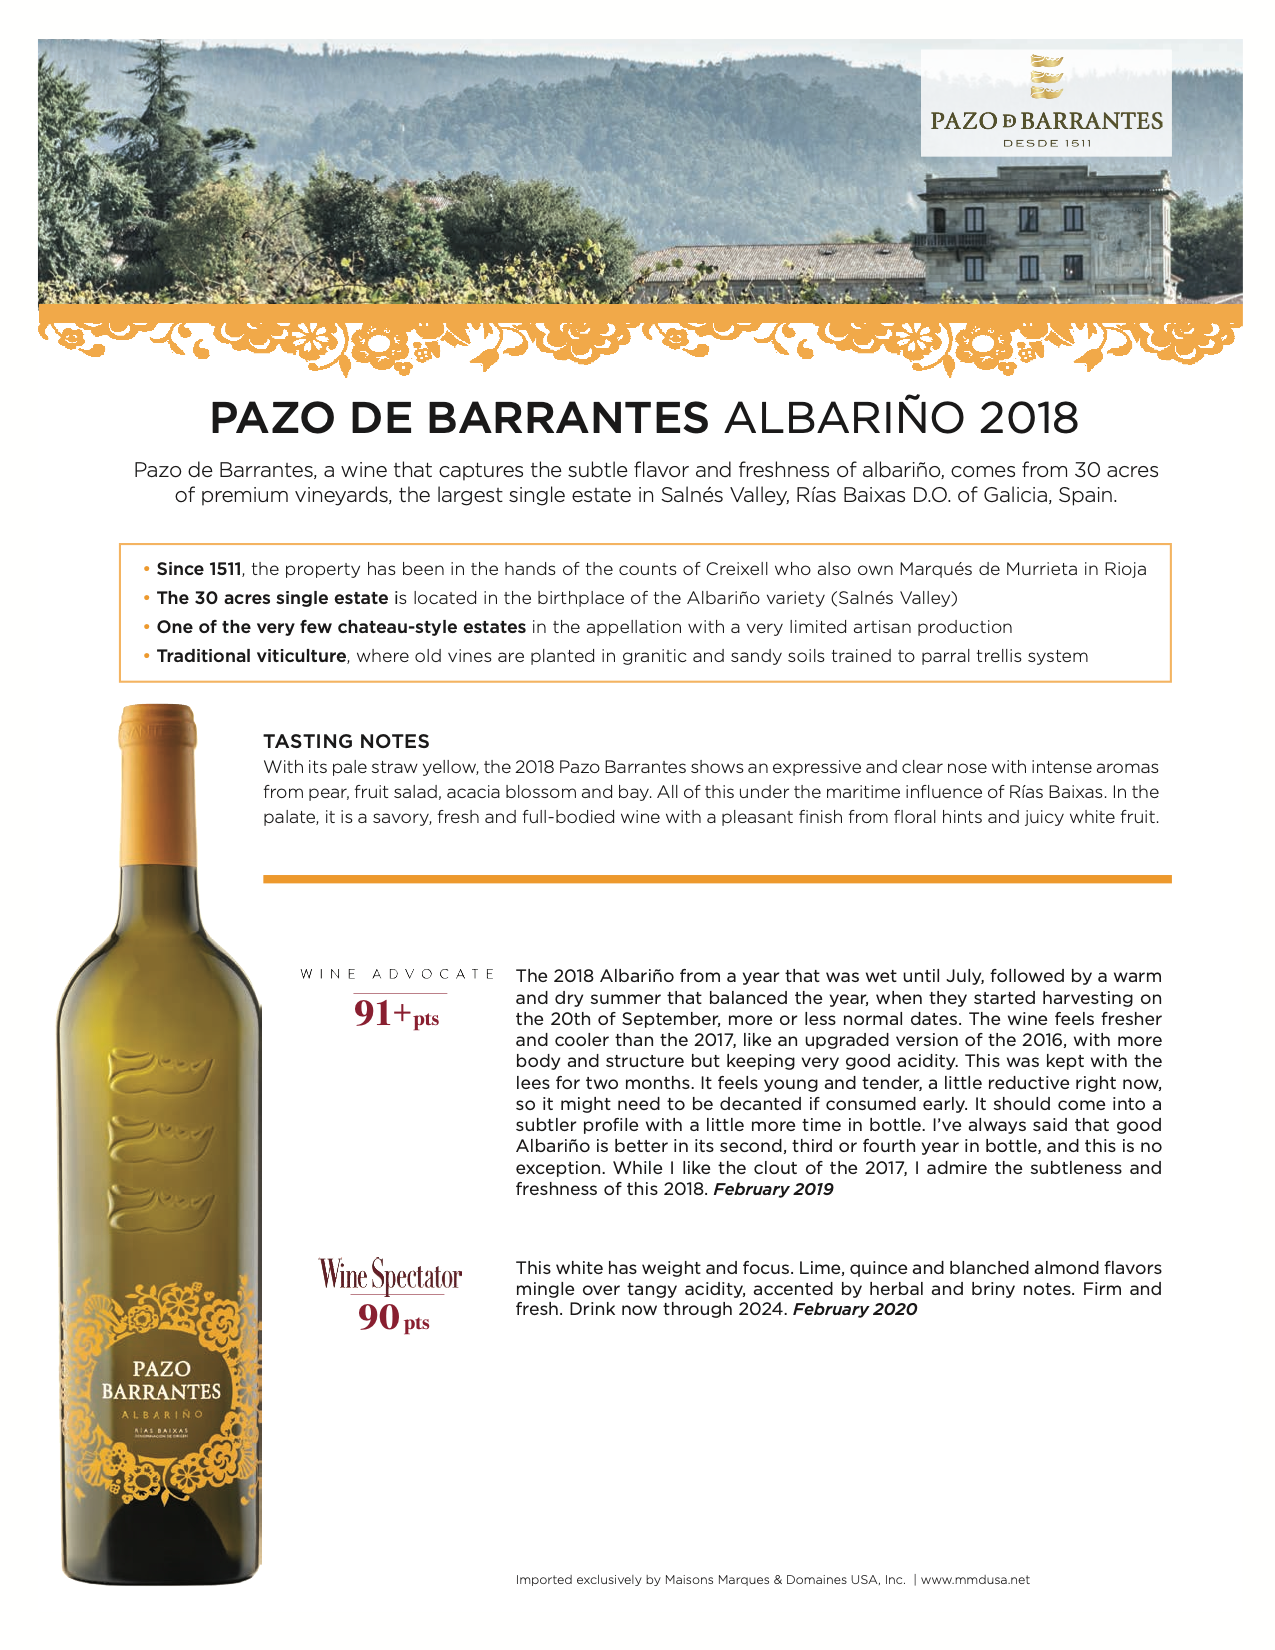 PAZO DE BARRANTES
DESDE 1511
PAZO DE BARRANTES ALBARIÑO 2018
Pazo de Barrantes, a wine that captures the subtle flavor and freshness of albariño, comes from 30 acres
of premium vineyards, the largest single estate in Salnés Valley, Rías Baixas D.O. of Galicia, Spain.
• Since 1511, the property has been in the hands of the counts of Creixell who also own Marqués de Murrieta in Rioja
• The 30 acres single estate is located in the birthplace of the Albariño variety (Salnés Valley)
• One of the very few chateau-style estates in the appellation with a very limited artisan production
• Traditional viticulture, where old vines are planted in granitic and sandy soils trained to parral trellis system
TASTING NOTES
With its pale straw yellow, the 2018 Pazo Barrantes shows an expressive and clear nose with intense aromas
from pear, fruit salad, acacia blossom and bay. All of this under the maritime influence of Rías Baixas. In the
palate, it is a savory, fresh and full-bodied wine with a pleasant finish from floral hints and juicy white fruit.
WINE ADVOCATE
91+pts
The 2018 Albariño from a year that was wet until July, followed by a warm
and dry summer that balanced the year, when they started harvesting on
the 20th of September, more or less normal dates. The wine feels fresher
and cooler than the 2017, like an upgraded version of the 2016, with more
body and structure but keeping very good acidity. This was kept with the
lees for two months. It feels young and tender, a little reductive right now,
so it might need to be decanted if consumed early. It should come into a
subtler profile with a little more time in bottle. I've always said that good
Albariño is better in its second, third or fourth year in bottle, and this is no
exception. While I like the clout of the 2017, I admire the subtleness and
freshness of this 2018. February 2019
Wine Spectator
90 pts
This white has weight and focus. Lime, quince and blanched almond flavors
mingle over tangy acidity, accented by herbal and briny notes. Firm and
fresh. Drink now through 2024. February 2020
PAZO
BARRANTES
ALBARIÑO
RÍAS BAIXAS
DENOMINACIÓN DE ORIGEN
Imported exclusively by Maisons Marques & Domaines USA, Inc. | www.mmdusa.net